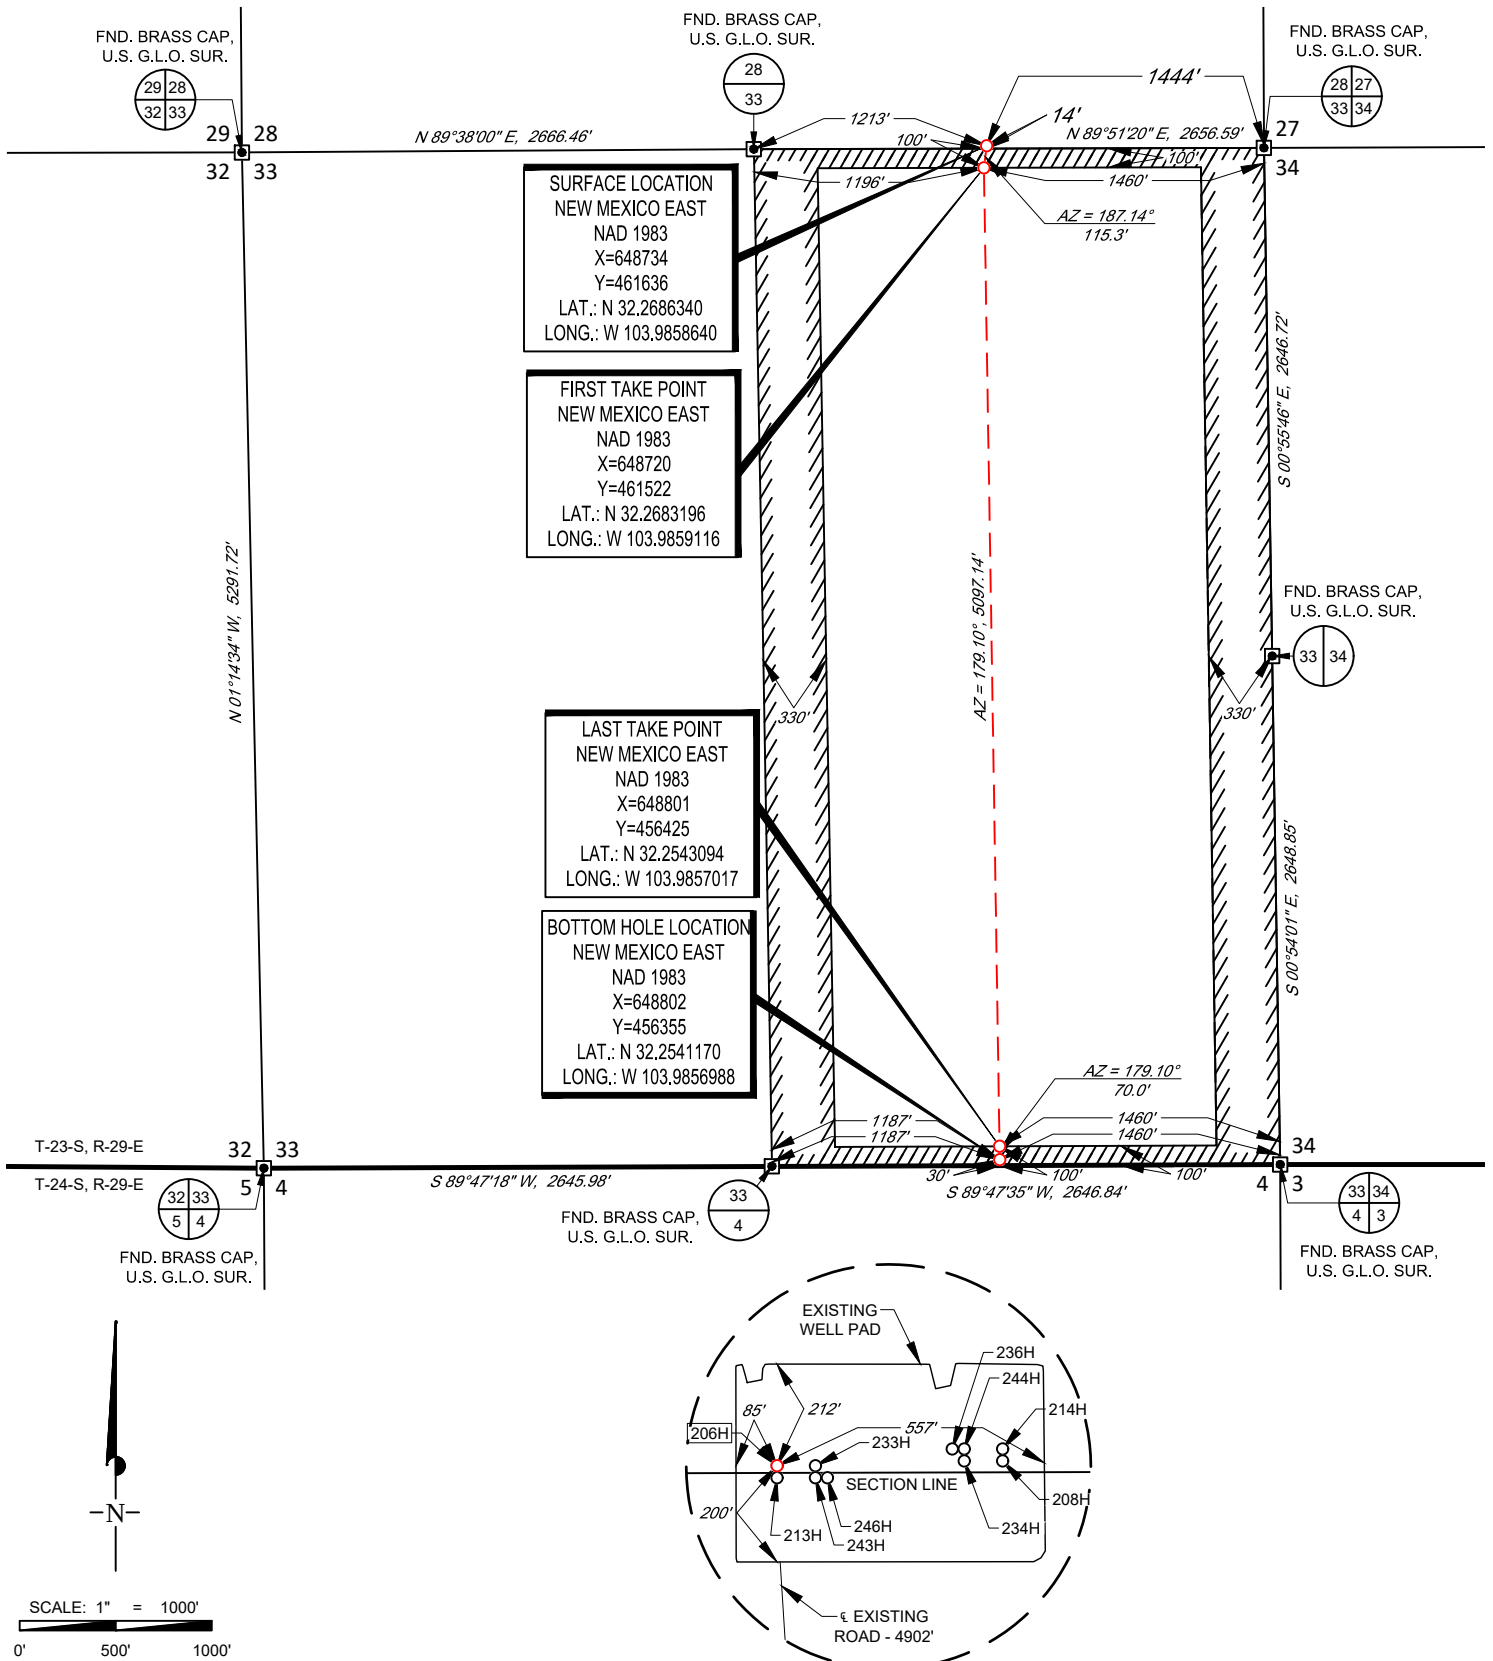 FND. BRASS CAP,
U.S. G.L.O. SUR.
29 28
32 33
FND. BRASS CAP,
U.S. G.L.O. SUR.
28
33
FND. BRASS CAP,
U.S. G.L.O. SUR.
28 27
33 34
29 28
32 33
N 89°38'00" E, 2666.46'
1213'
1444'
14'
N 89°51'20" E, 2656.59'
27
34
100'
100'
1196'
1460'
AZ = 187.14°
115.3'
SURFACE LOCATION
NEW MEXICO EAST
NAD 1983
X=648734
Y=461636
LAT.: N 32.2686340
LONG.: W 103.9858640
FIRST TAKE POINT
NEW MEXICO EAST
NAD 1983
X=648720
Y=461522
LAT.: N 32.2683196
LONG.: W 103.9859116
S 00°55'46" E, 2646.72'
N 01°14'34" W, 5291.72'
AZ = 179.10°, 5097.14'
FND. BRASS CAP,
U.S. G.L.O. SUR.
33 34
330'
330'
LAST TAKE POINT
NEW MEXICO EAST
NAD 1983
X=648801
Y=456425
LAT.: N 32.2543094
LONG.: W 103.9857017
BOTTOM HOLE LOCATION
NEW MEXICO EAST
NAD 1983
X=648802
Y=456355
LAT.: N 32.2541170
LONG.: W 103.9856988
S 00°54'01" E, 2648.85'
AZ = 179.10°
70.0'
1187'
1460'
1187'
1460'
T-23-S, R-29-E
T-24-S, R-29-E
32 33
5 4
34
4 3
S 89°47'18" W, 2645.98'
30'
100'
100'
S 89°47'35" W, 2646.84'
32 33
5 4
FND. BRASS CAP,
U.S. G.L.O. SUR.
33
4
FND. BRASS CAP,
U.S. G.L.O. SUR.
33 34
4 3
FND. BRASS CAP,
U.S. G.L.O. SUR.
EXISTING
WELL PAD
236H
244H
214H
85'
212'
557'
206H
233H
SECTION LINE
208H
200'
213H
246H
243H
234H
℄ EXISTING
ROAD - 4902'
N
SCALE: 1" = 1000'
0' 500' 1000'